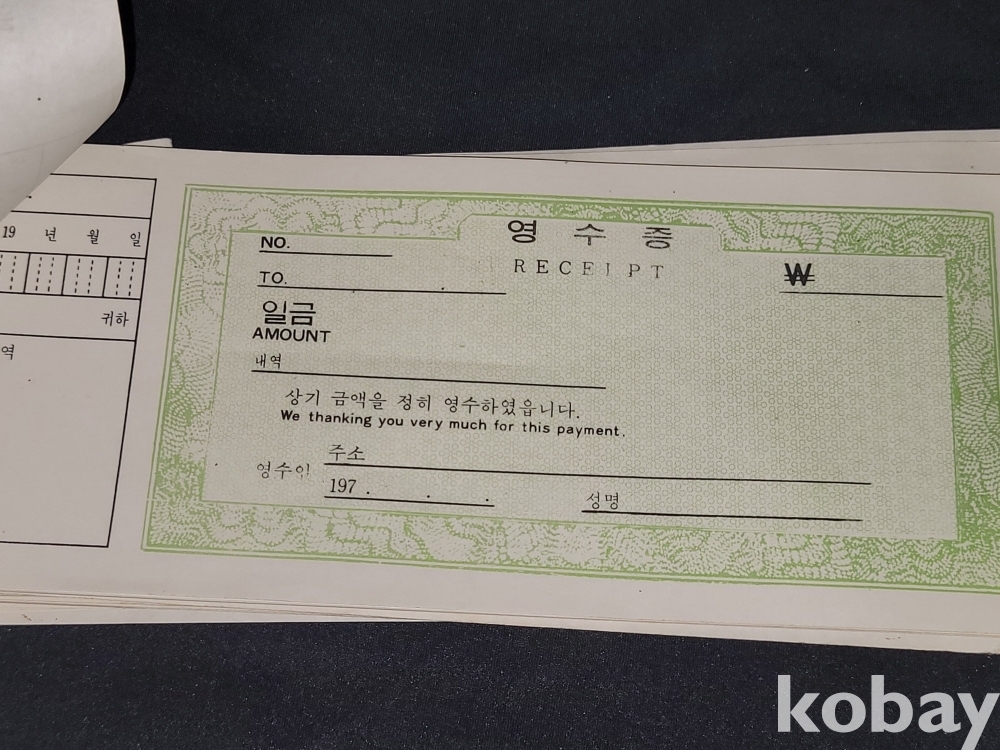 19 년 월 일
귀하
역
영 수 증
RECEIPT
NO.
₩
TO.
일금
AMOUNT
내역
상기 금액을 정히 영수하였읍니다.
We thanking you very much for this payment.
영수인
주소
197 . . .
성명
kobay